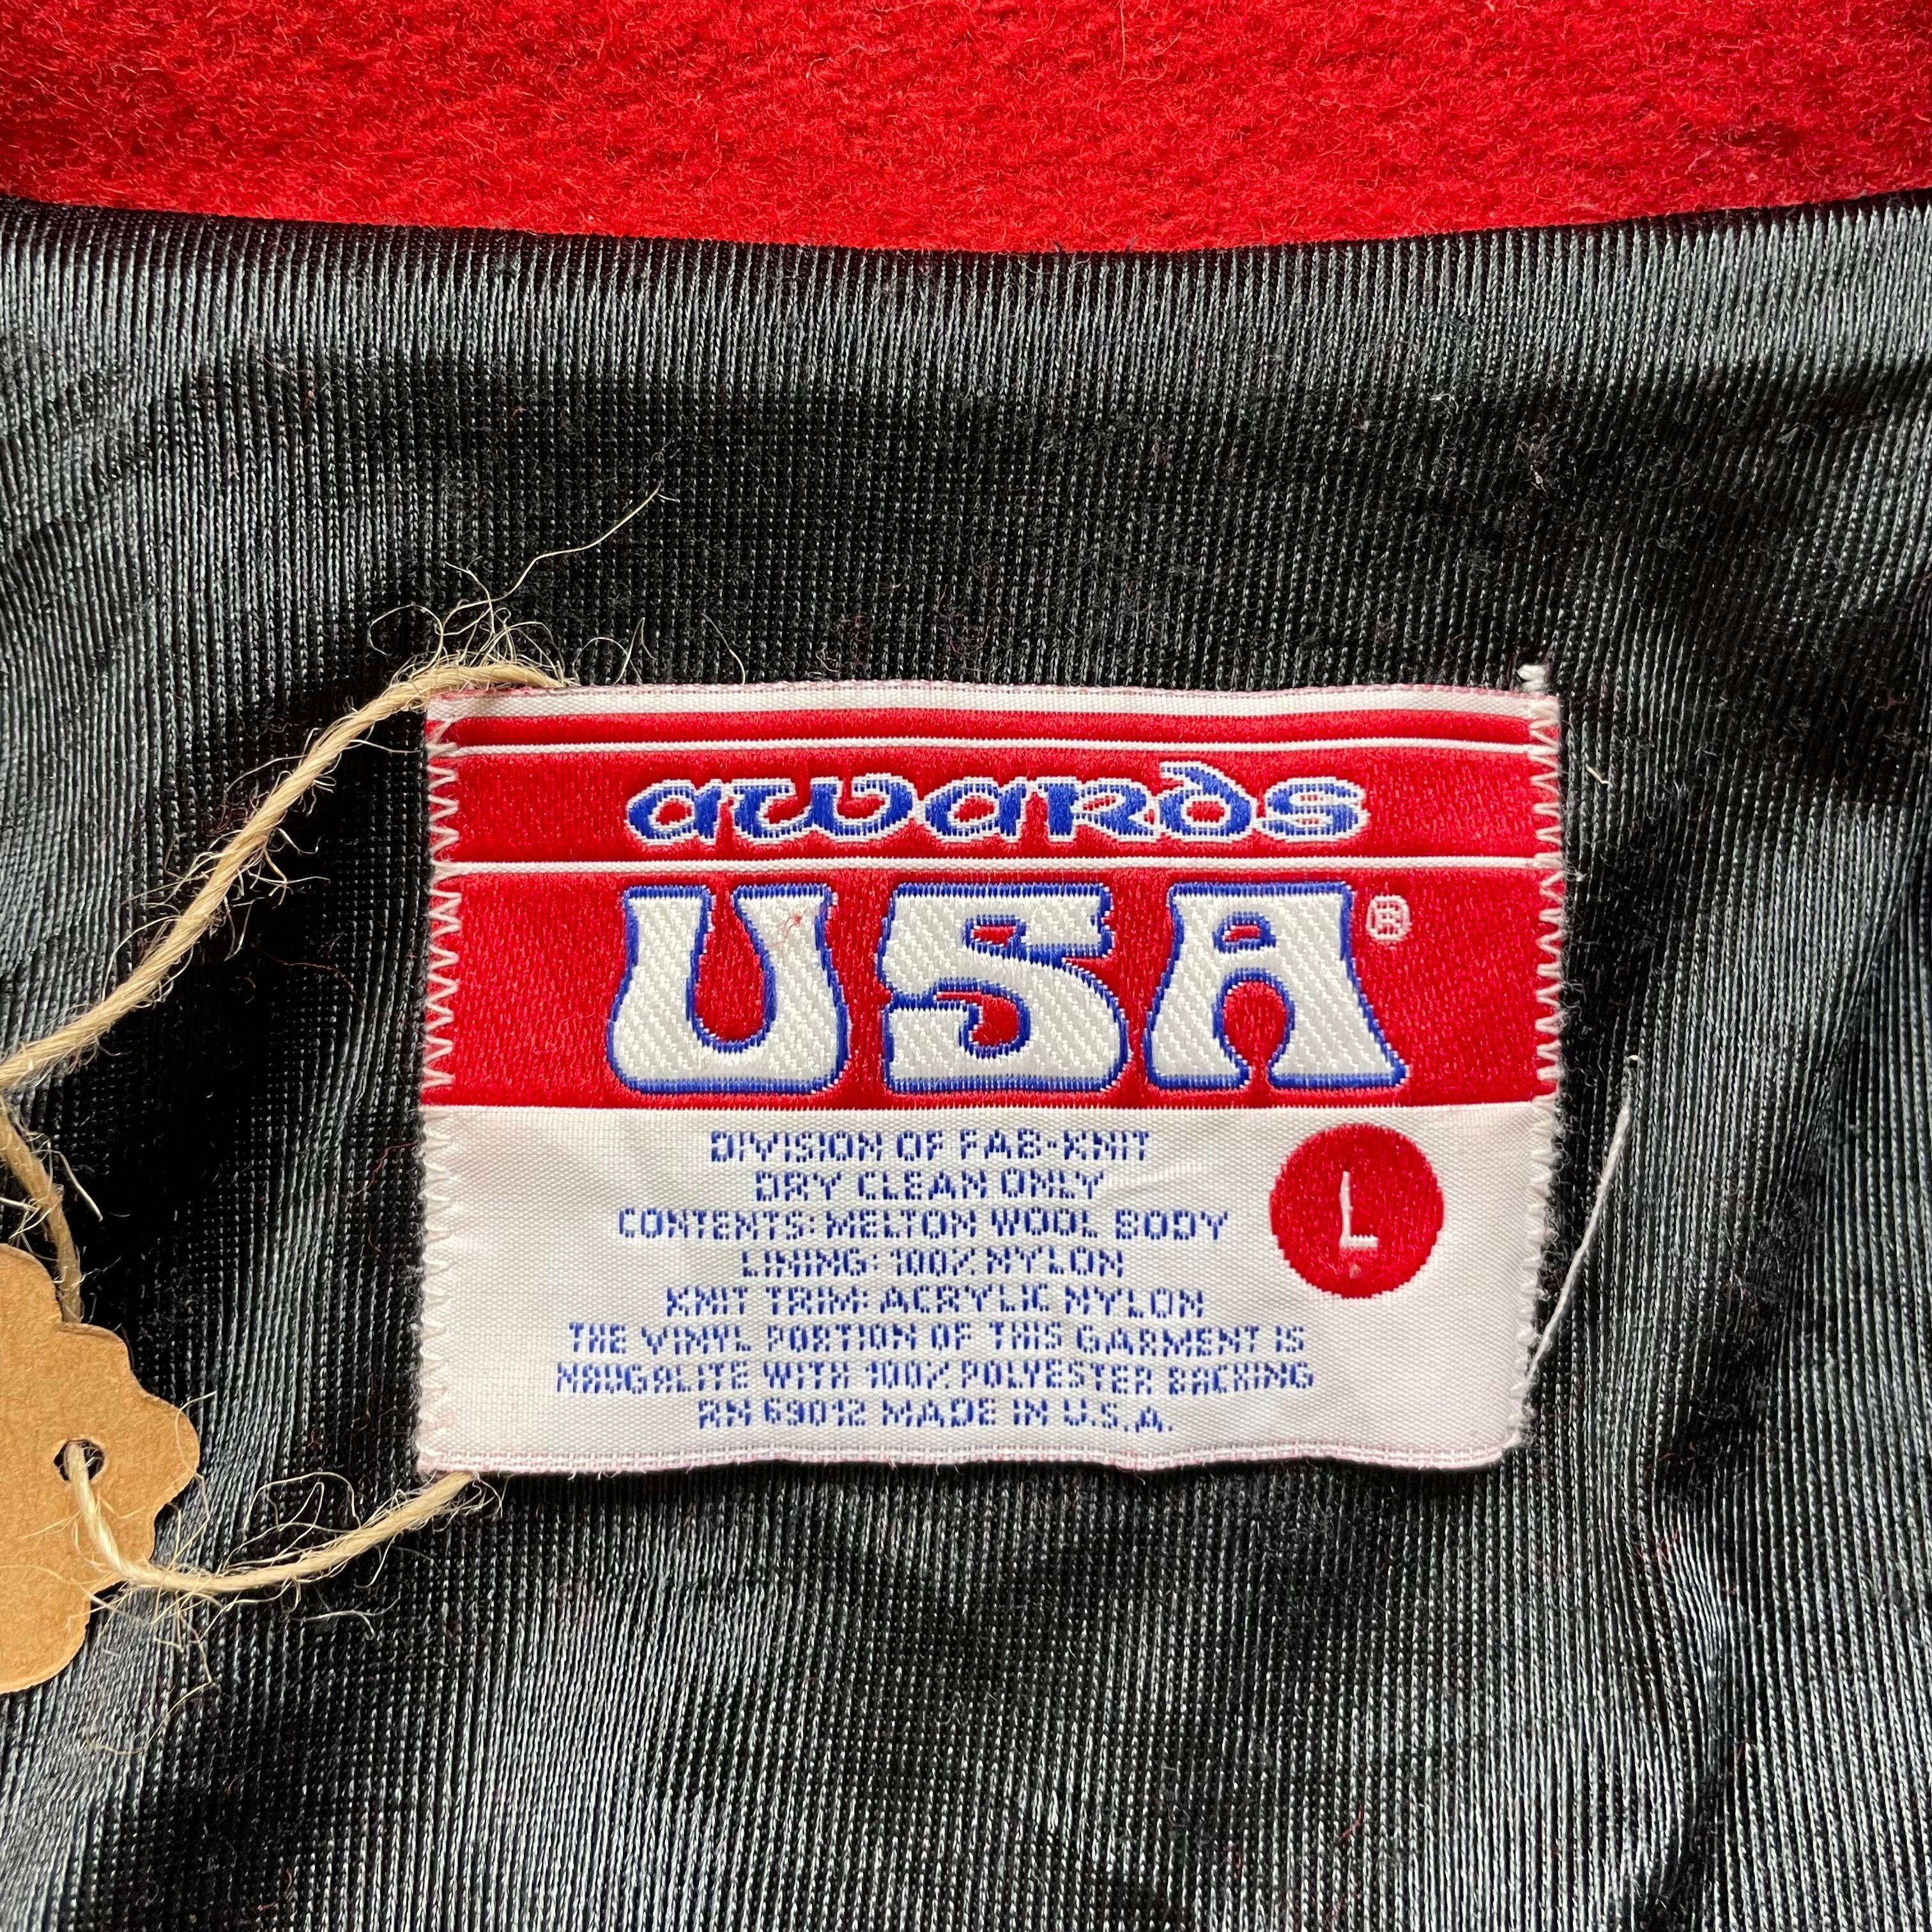 awards
USA®
DIVISION OF FAB-KNIT
DRY CLEAN ONLY
CONTENTS: MELTON WOOL BODY
LINING: 100% NYLON
KNIT TRIM: ACRYLIC NYLON
THE VINYL PORTION OF THIS GARMENT IS
NAUGALITE WITH 100% POLYESTER BACKING
RN 69012 MADE IN U.S.A.
L